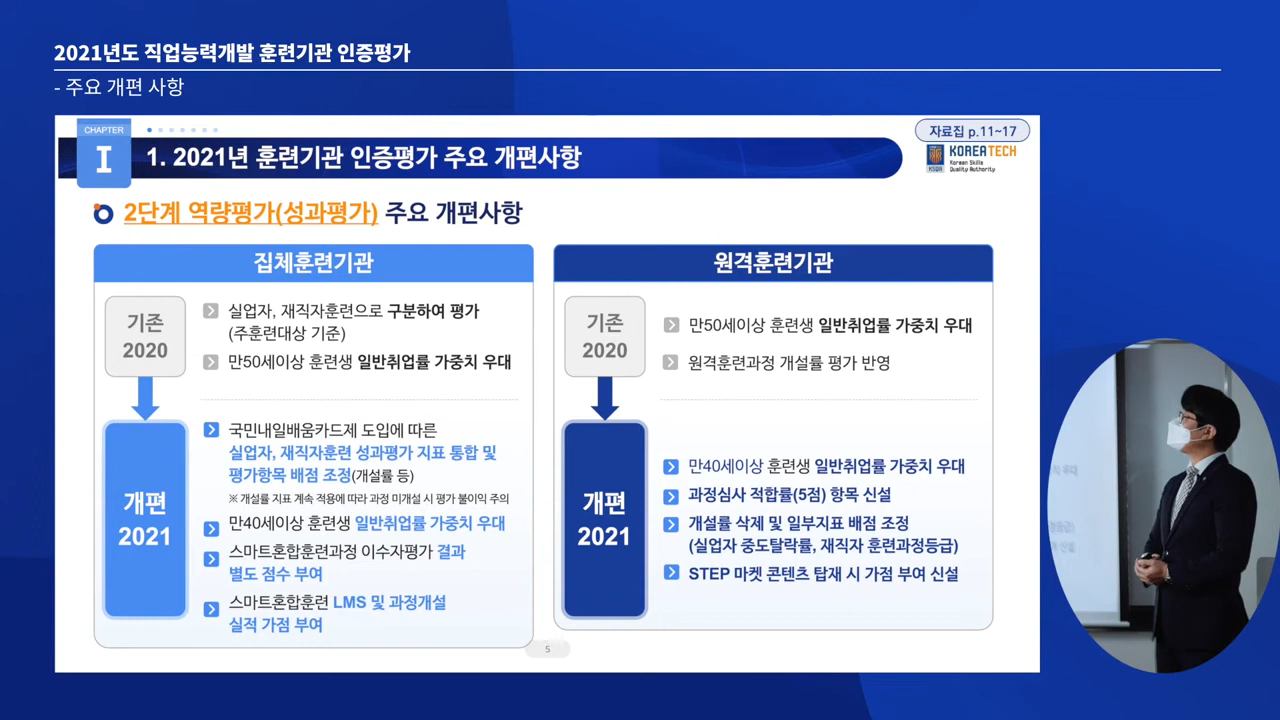 2021년도 직업능력개발 훈련기관 인증평가
- 주요 개편 사항
CHAPTER
I
1. 2021년 훈련기관 인증평가 주요 개편사항
자료집 p.11~17
KSQA
KOREATECH
Korean Skills
Quality Authority
2단계 역량평가(성과평가) 주요 개편사항
집체훈련기관
기존
2020
실업자, 재직자훈련으로 구분하여 평가
(주훈련대상 기준)
만50세이상 훈련생 일반취업률 가중치 우대
개편
2021
국민내일배움카드제 도입에 따른
실업자, 재직자훈련 성과평가 지표 통합 및
평가항목 배점 조정(개설률 등)
※ 개설률 지표 계속 적용에 따라 과정 미개설 시 평가 불이익 주의
만40세이상 훈련생 일반취업률 가중치 우대
스마트혼합훈련과정 이수자평가 결과
별도 점수 부여
스마트혼합훈련 LMS 및 과정개설
실적 가점 부여
원격훈련기관
기존
2020
만50세이상 훈련생 일반취업률 가중치 우대
원격훈련과정 개설률 평가 반영
개편
2021
만40세이상 훈련생 일반취업률 가중치 우대
과정심사 적합률(5점) 항목 신설
개설률 삭제 및 일부지표 배점 조정
(실업자 중도탈락률, 재직자 훈련과정등급)
STEP 마켓 콘텐츠 탑재 시 가점 부여 신설
5